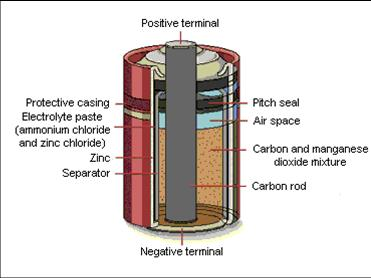 Positive terminal
Protective casing
Electrolyte paste
(ammonium chloride
and zinc chloride)
Zinc
Separator
Pitch seal
Air space
Carbon and manganese
dioxide mixture
Carbon rod
Negative terminal